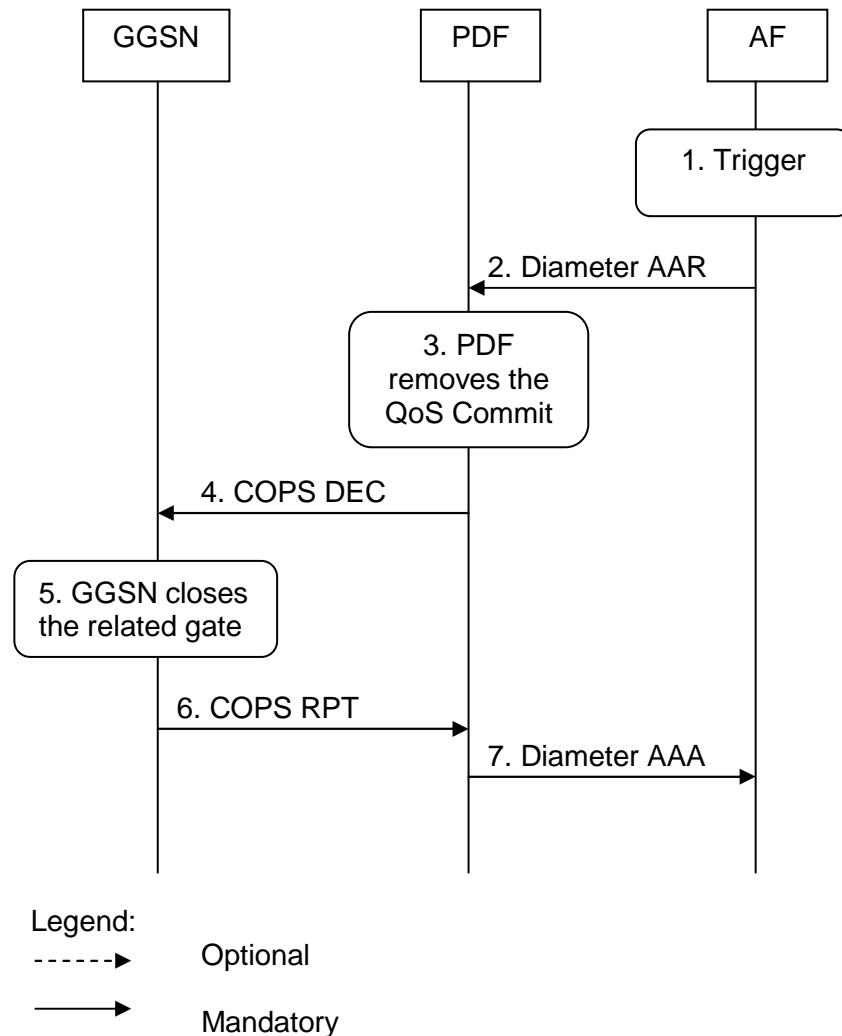 GGSN
PDF
AF
1. Trigger
2. Diameter AAR
3. PDF
removes the
QoS Commit
4. COPS DEC
5. GGSN closes
the related gate
6. COPS RPT
7. Diameter AAA
Legend:
Optional
Mandatory